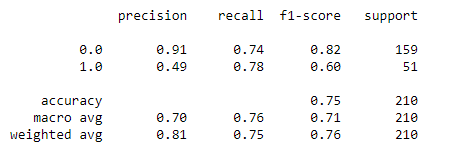 precision recall f1-score support
0.0 0.91 0.74 0.82 159
1.0 0.49 0.78 0.60 51
accuracy 0.75 210
macro avg 0.70 0.76 0.71 210
weighted avg 0.81 0.75 0.76 210